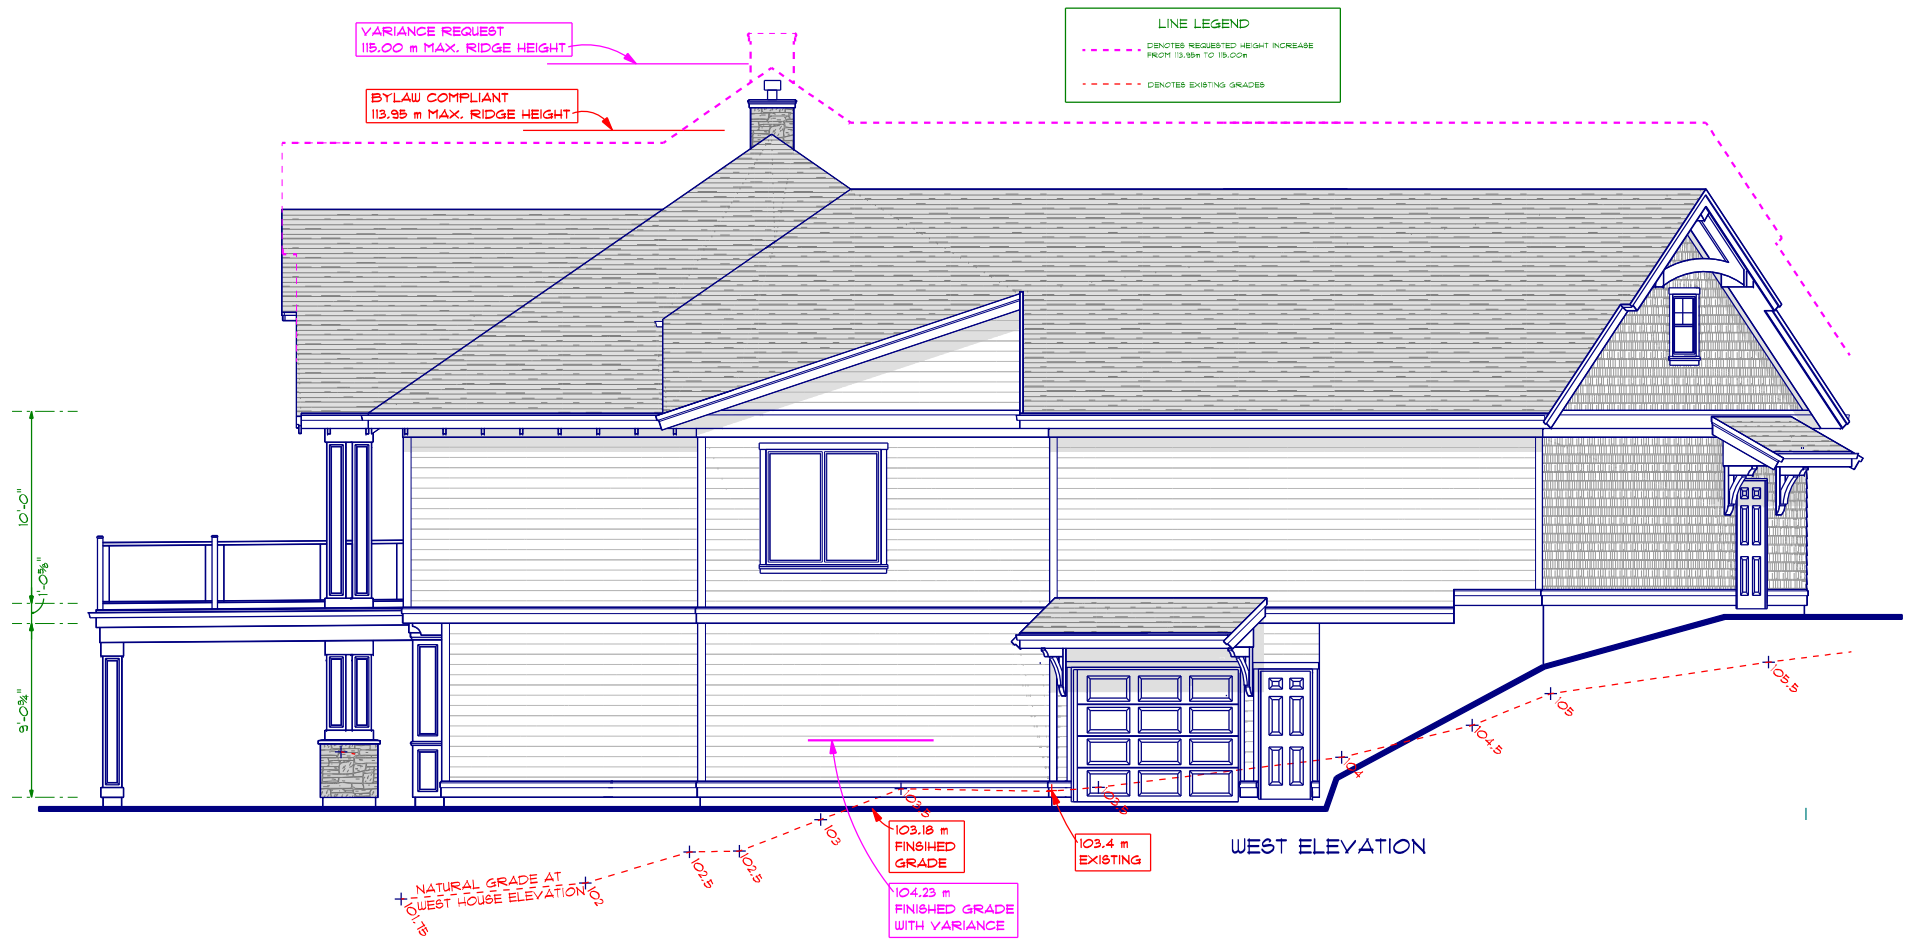 VARIANCE REQUEST
115.00 m MAX. RIDGE HEIGHT
BYLAW COMPLIANT
113.95 m MAX. RIDGE HEIGHT
LINE LEGEND
DENOTES REQUESTED HEIGHT INCREASE
FROM 113.95m TO 115.00m
DENOTES EXISTING GRADES
10'-0"
1'-0⅝"
9'-0¾"
NATURAL GRADE AT
WEST HOUSE ELEVATION
101.75
102
102.5
102.5
103
103.5
103.5
104
104.5
105
105.5
103.18 m
FINSIHED
GRADE
103.4 m
EXISTING
104.23 m
FINISHED GRADE
WITH VARIANCE
WEST ELEVATION